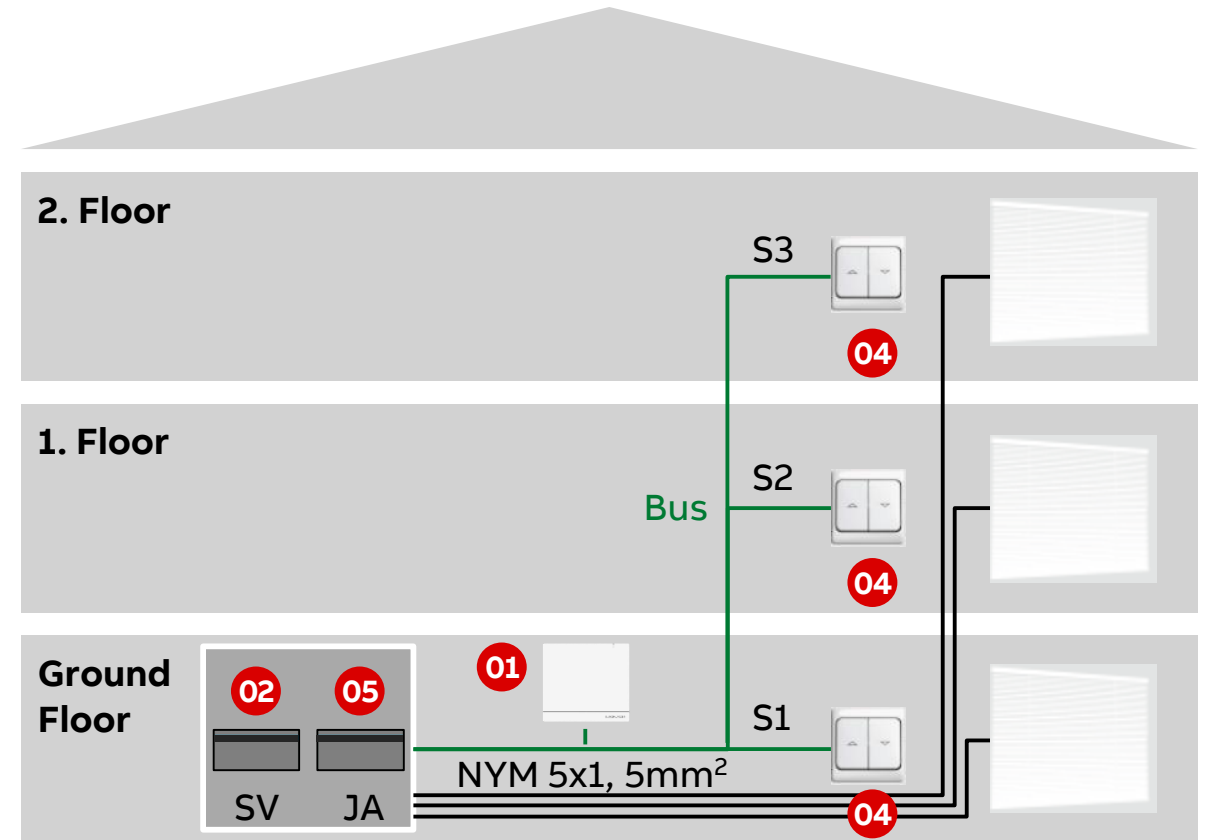 2. Floor
S3
04
1. Floor
S2
Bus
04
Ground
Floor
02
05
01
S1
NYM 5x1, 5mm²
SV
JA
04